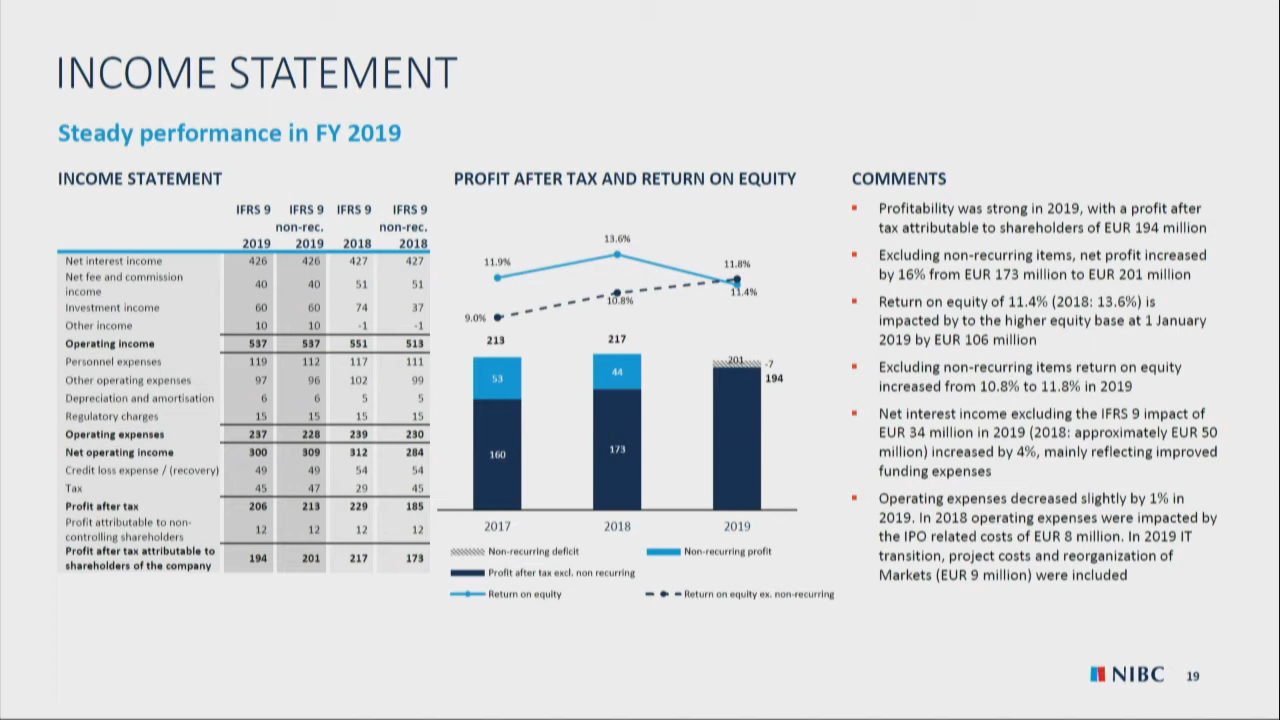 INCOME STATEMENT
Steady performance in FY 2019
INCOME STATEMENT
IFRS 9 IFRS 9 IFRS 9 IFRS 9
non-rec. non-rec.
2019 2019 2018 2018
Net interest income 426 426 427 427
Net fee and commission
income 40 40 51 51
Investment income 60 60 74 37
Other income 10 10 -1 -1
Operating income 537 537 551 513
Personnel expenses 119 112 117 111
Other operating expenses 97 96 102 99
Depreciation and amortisation 6 6 5 5
Regulatory charges 15 15 15 15
Operating expenses 237 228 239 230
Net operating income 300 309 312 284
Credit loss expense / (recovery) 49 49 54 54
Tax 45 47 29 45
Profit after tax 206 213 229 185
Profit attributable to non-
controlling shareholders 12 12 12 12
Profit after tax attributable to
shareholders of the company 194 201 217 173
PROFIT AFTER TAX AND RETURN ON EQUITY
13.6%
11.9% 11.8%
10.8% 11.4%
9.0%
213 217
201 -7
53 44 194
160 173
2017 2018 2019
Non-recurring deficit Non-recurring profit
Profit after tax excl. non recurring
Return on equity Return on equity ex. non-recurring
COMMENTS
Profitability was strong in 2019, with a profit after
tax attributable to shareholders of EUR 194 million
Excluding non-recurring items, net profit increased
by 16% from EUR 173 million to EUR 201 million
Return on equity of 11.4% (2018: 13.6%) is
impacted by to the higher equity base at 1 January
2019 by EUR 106 million
Excluding non-recurring items return on equity
increased from 10.8% to 11.8% in 2019
Net interest income excluding the IFRS 9 impact of
EUR 34 million in 2019 (2018: approximately EUR 50
million) increased by 4%, mainly reflecting improved
funding expenses
Operating expenses decreased slightly by 1% in
2019. In 2018 operating expenses were impacted by
the IPO related costs of EUR 8 million. In 2019 IT
transition, project costs and reorganization of
Markets (EUR 9 million) were included
NIBC 19